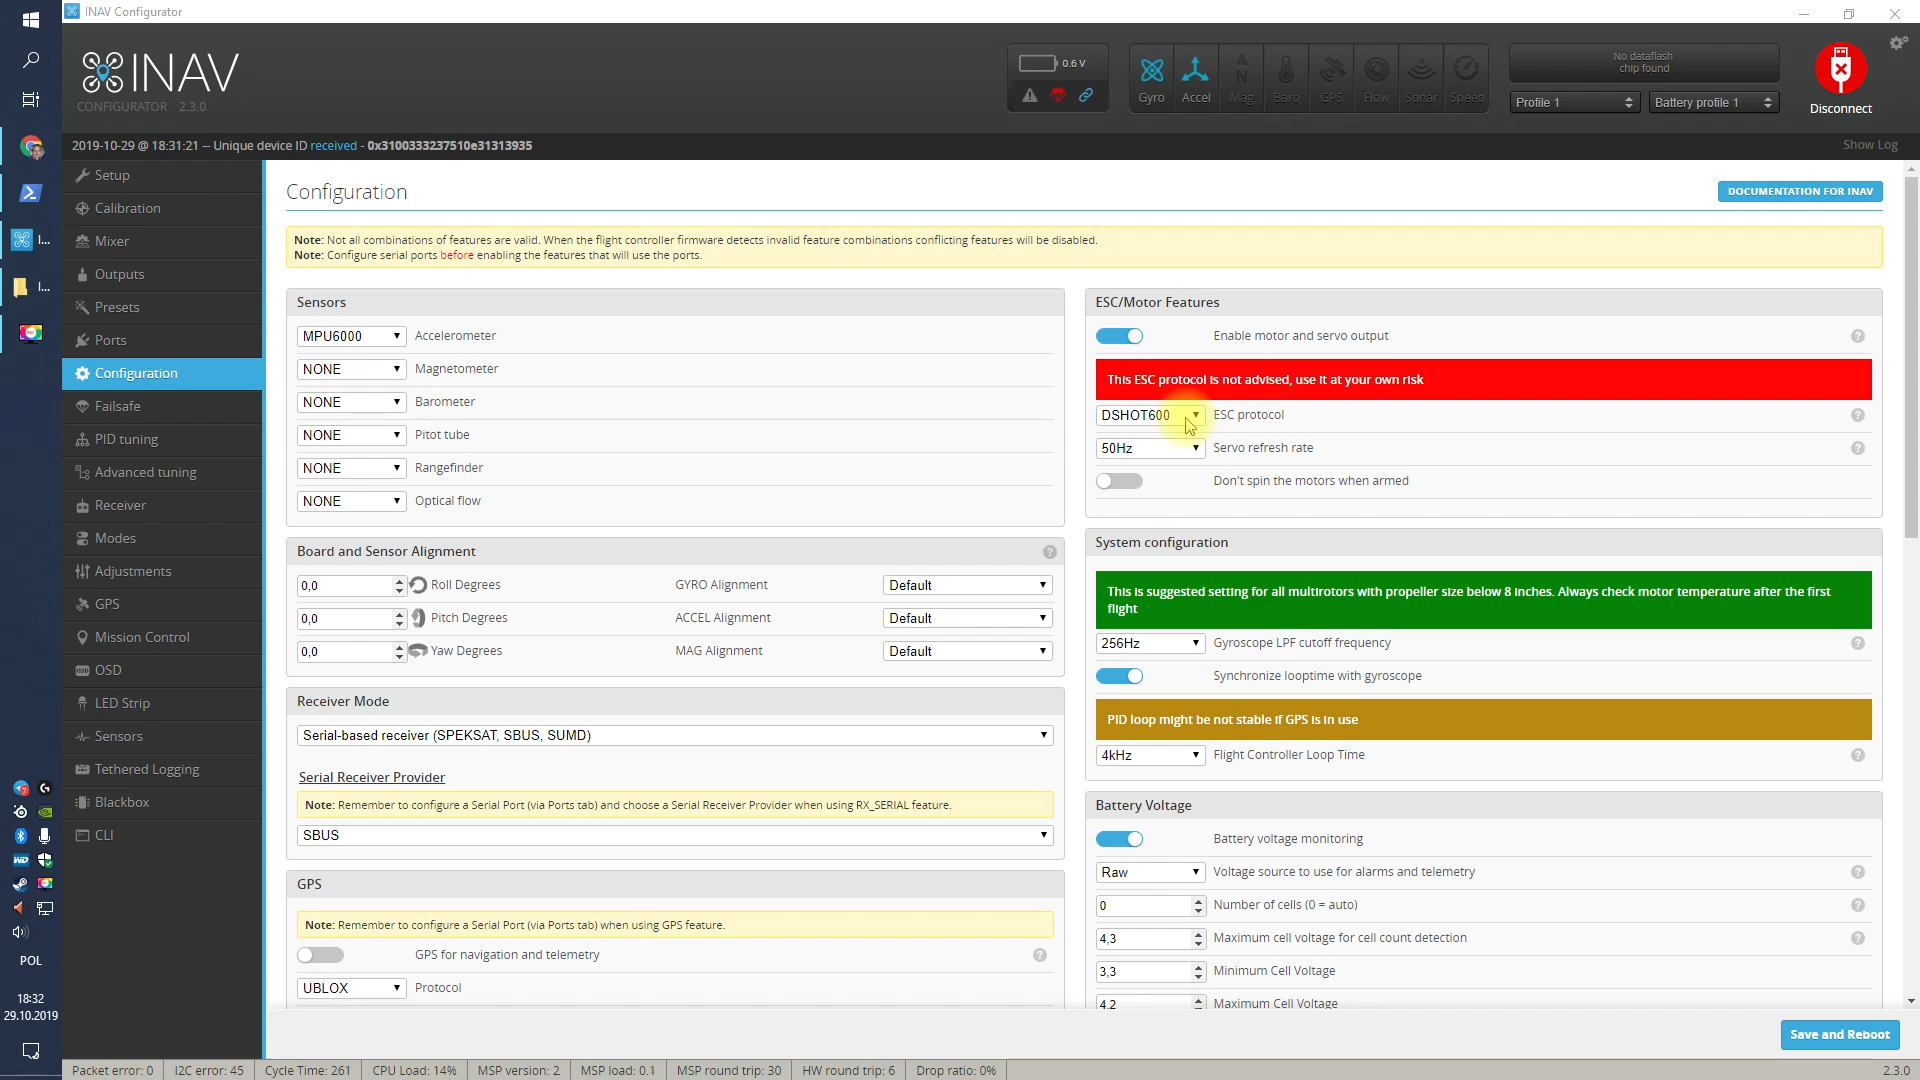 INAV Configurator
INAV
CONFIGURATOR 2.3.0
0.6 V
Gyro
Accel
Mag
Baro
GPS
Flow
Sonar
Speed
No dataflash
chip found
Profile 1
Battery profile 1
Disconnect
2019-10-29 @ 18:31:21 -- Unique device ID received - 0x3100333237510e31313935
Show Log
I...
I...
7
WD
POL
18:32
29.10.2019
Setup
Calibration
Mixer
Outputs
Presets
Ports
Configuration
Failsafe
PID tuning
Advanced tuning
Receiver
Modes
Adjustments
GPS
Mission Control
OSD
LED Strip
Sensors
Tethered Logging
Blackbox
CLI
Configuration
DOCUMENTATION FOR INAV
Note: Not all combinations of features are valid. When the flight controller firmware detects invalid feature combinations conflicting features will be disabled.
Note: Configure serial ports before enabling the features that will use the ports.
Sensors
MPU6000 Accelerometer
NONE Magnetometer
NONE Barometer
NONE Pitot tube
NONE Rangefinder
NONE Optical flow
Board and Sensor Alignment
0,0 Roll Degrees GYRO Alignment Default
0,0 Pitch Degrees ACCEL Alignment Default
0,0 Yaw Degrees MAG Alignment Default
Receiver Mode
Serial-based receiver (SPEKSAT, SBUS, SUMD)
Serial Receiver Provider
Note: Remember to configure a Serial Port (via Ports tab) and choose a Serial Receiver Provider when using RX_SERIAL feature.
SBUS
GPS
Note: Remember to configure a Serial Port (via Ports tab) when using GPS feature.
GPS for navigation and telemetry
UBLOX Protocol
ESC/Motor Features
Enable motor and servo output
This ESC protocol is not advised, use it at your own risk
DSHOT600 ESC protocol
50Hz Servo refresh rate
Don't spin the motors when armed
System configuration
This is suggested setting for all multirotors with propeller size below 8 inches. Always check motor temperature after the first
flight
256Hz Gyroscope LPF cutoff frequency
Synchronize looptime with gyroscope
PID loop might be not stable if GPS is in use
4kHz Flight Controller Loop Time
Battery Voltage
Battery voltage monitoring
Raw Voltage source to use for alarms and telemetry
0 Number of cells (0 = auto)
4,3 Maximum cell voltage for cell count detection
3,3 Minimum Cell Voltage
4,2 Maximum Cell Voltage
Save and Reboot
Packet error: 0
I2C error: 45
Cycle Time: 261
CPU Load: 14%
MSP version: 2
MSP load: 0.1
MSP round trip: 30
HW round trip: 6
Drop ratio: 0%
2.3.0